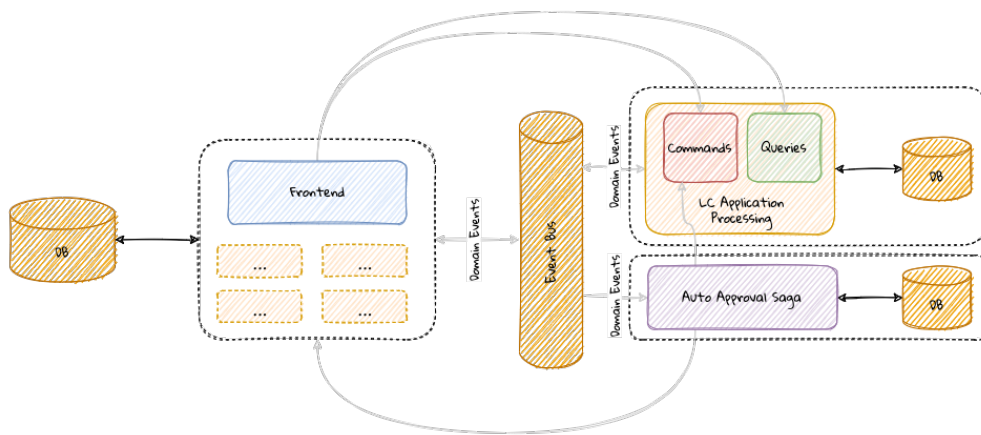 Commands
Queries
Domain Events
Frontend
LC Application
Processing
DB
DB
...
...
Domain Events
Event Bus
...
...
Domain Events
Auto Approval Saga
DB